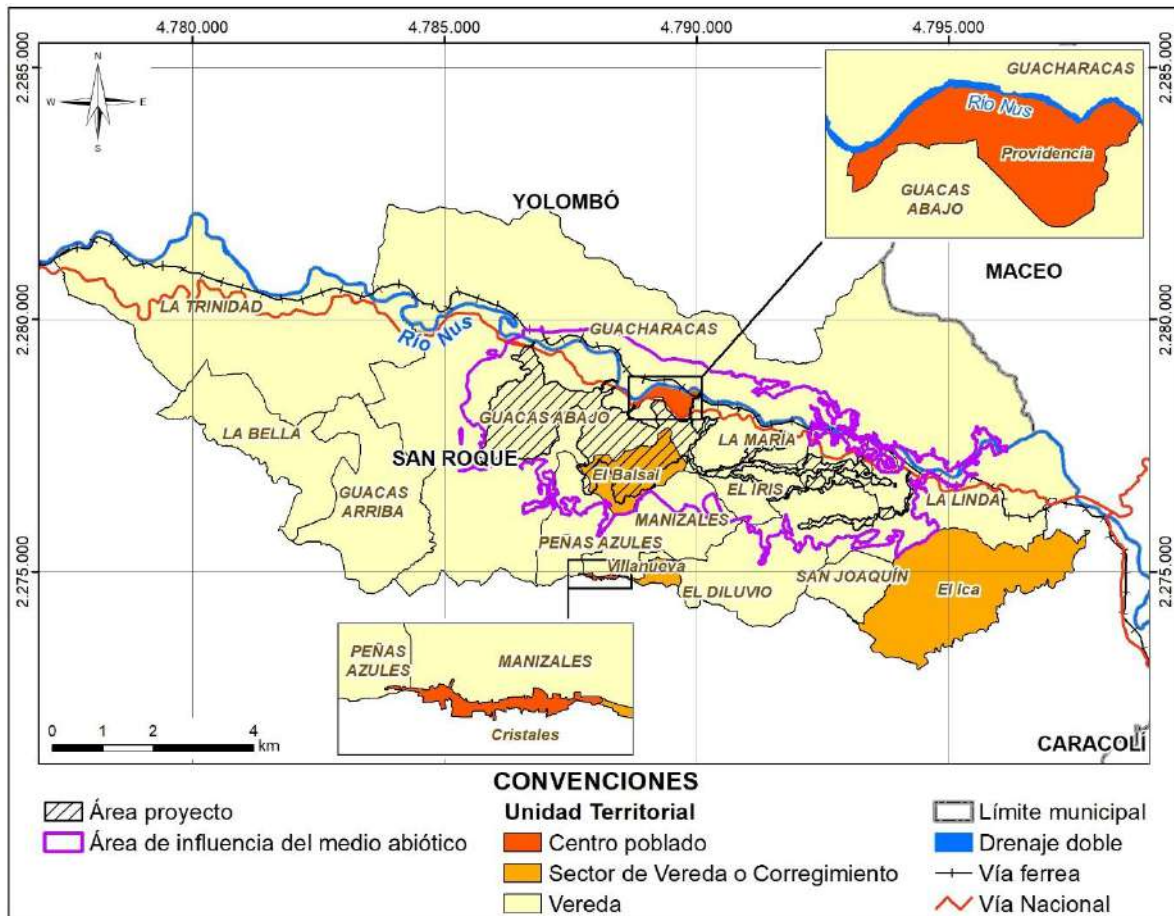 4.780.000
4.785.000
4.790.000
4.795.000
2.285.000
2.285.000
N
W
E
S
GUACHARACAS
Río Nus
Providencia
GUACAS
ABAJO
YOLOMBÓ
MACEO
LA TRINIDAD
2.280.000
2.280.000
Río Nus
GUACHARACAS
GUACAS ABAJO
LA BELLA
LA MARÍA
SAN ROQUE
El Balsal
GUACAS
ARRIBA
EL IRIS
LA LINDA
MANIZALES
PEÑAS AZULES
2.275.000
2.275.000
Villanueva
SAN JOAQUÍN
EL DILUVIO
El Ica
PEÑAS
AZULES
MANIZALES
Cristales
0
1
2
4
km
CARACOLÍ
CONVENCIONES
Área proyecto
Área de influencia del medio abiótico
Unidad Territorial
Centro poblado
Sector de Vereda o Corregimiento
Vereda
Límite municipal
Drenaje doble
Vía ferrea
Vía Nacional